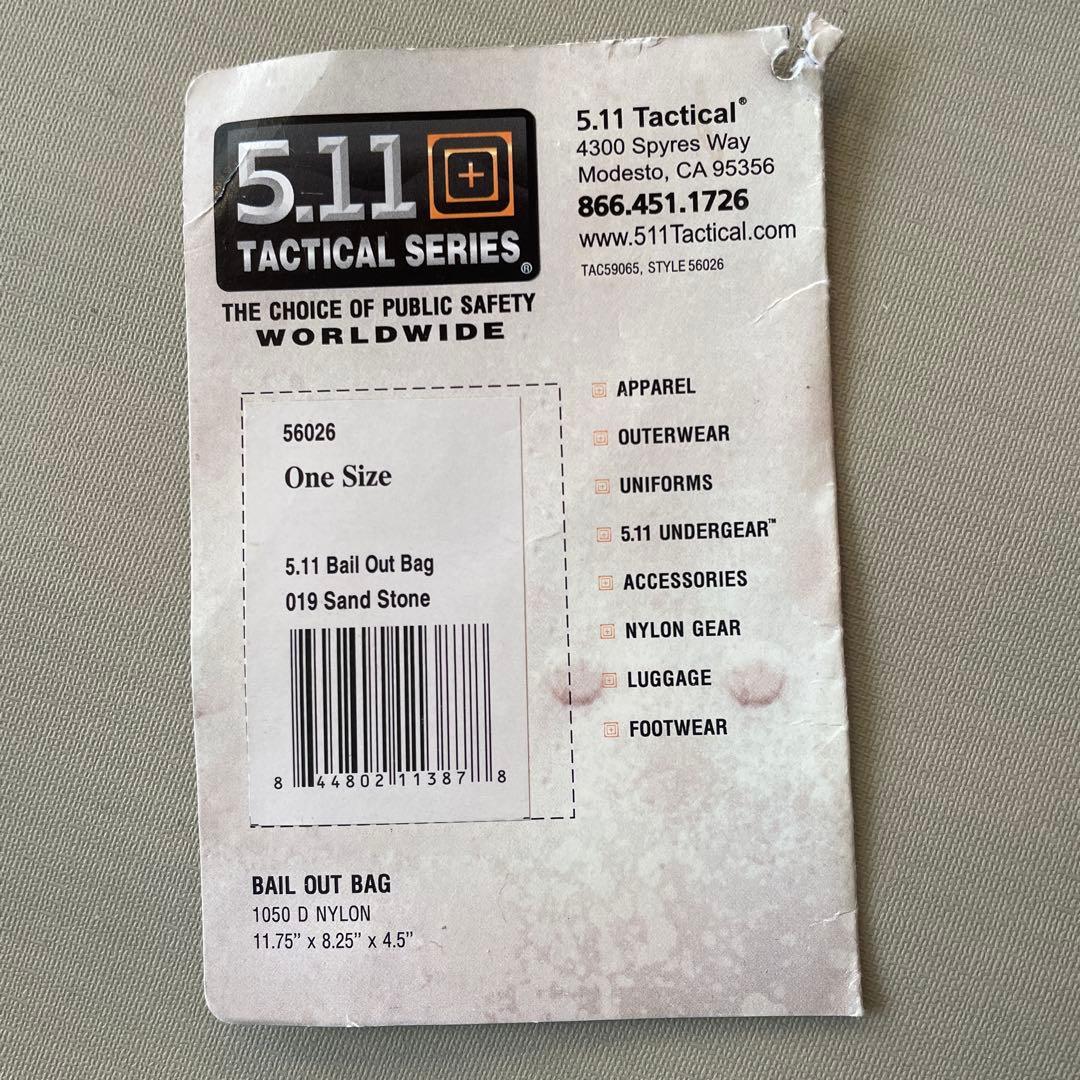 5.11
TACTICAL SERIES®
THE CHOICE OF PUBLIC SAFETY
WORLDWIDE
5.11 Tactical®
4300 Spyres Way
Modesto, CA 95356
866.451.1726
www.511Tactical.com
TAC59065, STYLE 56026
56026
One Size
5.11 Bail Out Bag
019 Sand Stone
8 44802 11387 8
APPAREL
OUTERWEAR
UNIFORMS
5.11 UNDERGEAR™
ACCESSORIES
NYLON GEAR
LUGGAGE
FOOTWEAR
BAIL OUT BAG
1050 D NYLON
11.75” x 8.25” x 4.5”